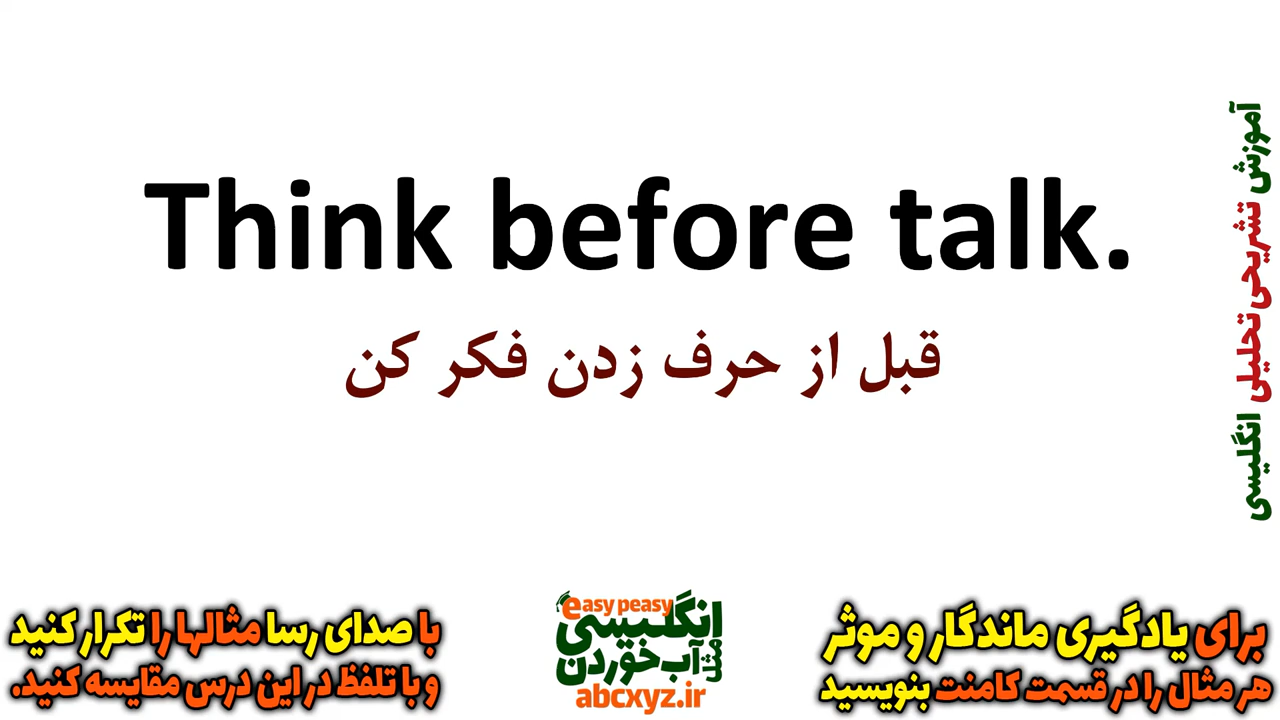 Think before talk.
قبل از حرف زدن فکر کن
آموزش تشریحی تحلیلی انگلیسی
برای یادگیری ماندگار و موثر
هر مثال را در قسمت کامنت بنویسید
easy peasy
انگلیسی
مثل آب خوردن
abcxyz.ir
با صدای رسا مثالها را تکرار کنید
و با تلفظ در این درس مقایسه کنید.